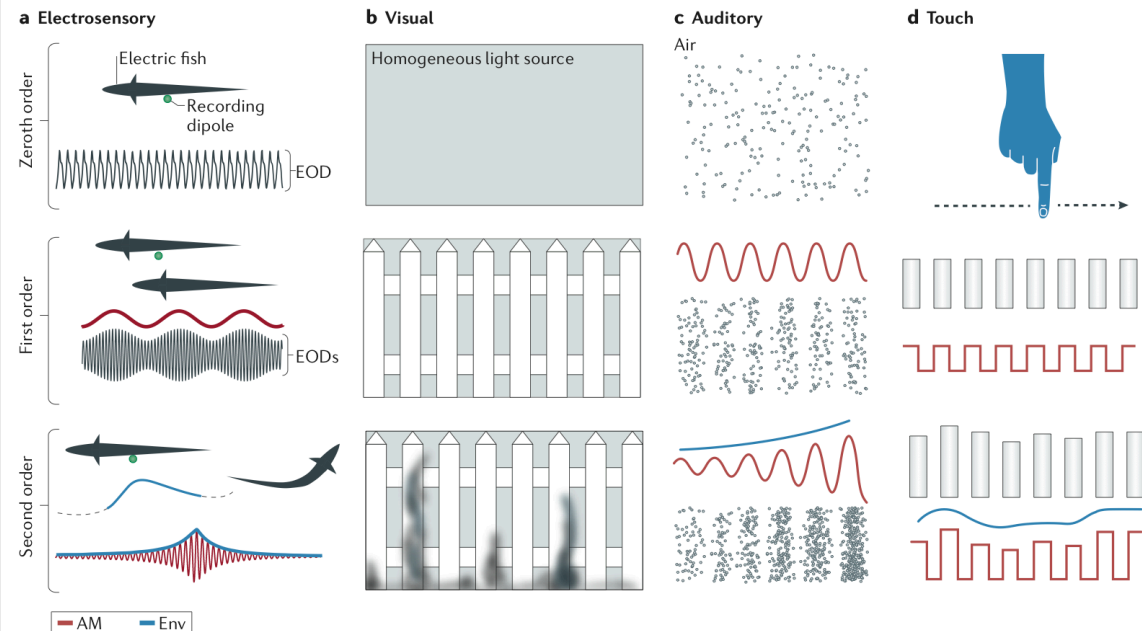 a Electrosensory
b Visual
c Auditory
d Touch
Zeroth order
Electric fish
Recording
dipole
EOD
Homogeneous light source
Air
First order
EODs
Second order
AM
Env